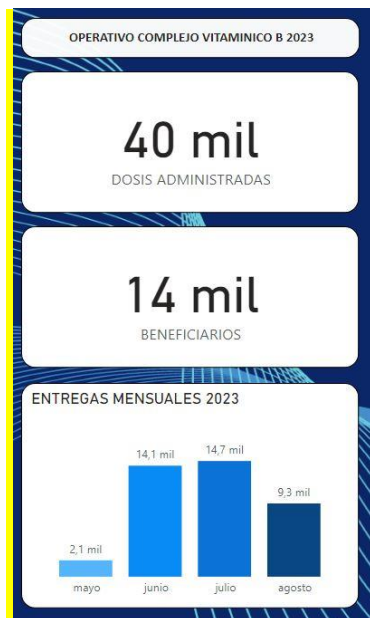 OPERATIVO COMPLEJO VITAMINICO B 2023
40 mil
DOSIS ADMINISTRADAS
14 mil
BENEFICIARIOS
ENTREGAS MENSUALES 2023
2,1 mil
14,1 mil
14,7 mil
9,3 mil
mayo
junio
julio
agosto